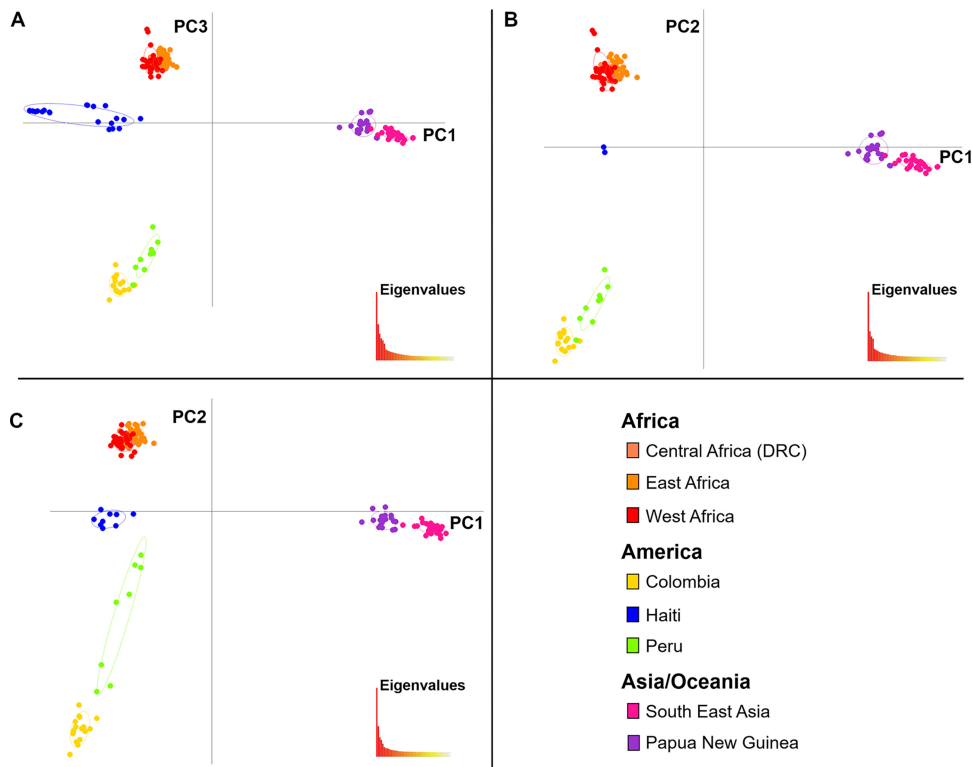 A
PC3
PC1
Eigenvalues
B
PC2
PC1
Eigenvalues
C
PC2
PC1
Eigenvalues
Africa
Central Africa (DRC)
East Africa
West Africa
America
Colombia
Haiti
Peru
Asia/Oceania
South East Asia
Papua New Guinea